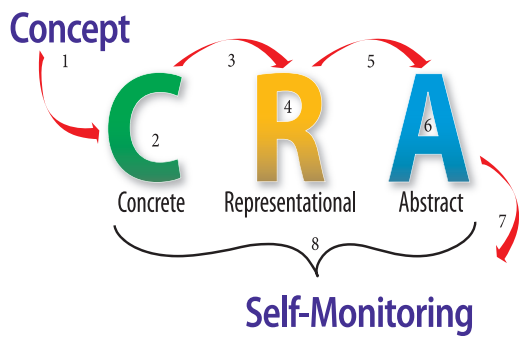 Concept
1 3 5
C R A
2 4 6
Concrete Representational Abstract
7
8
Self-Monitoring